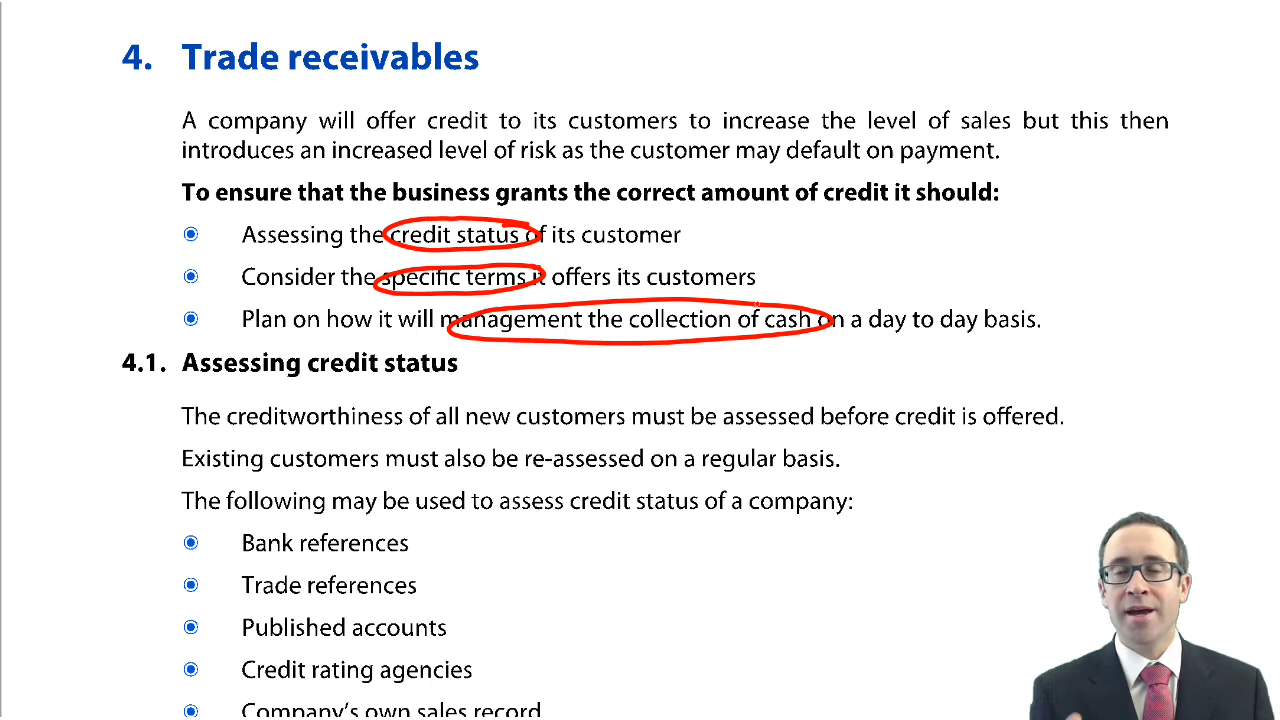 4. Trade receivables
A company will offer credit to its customers to increase the level of sales but this then
introduces an increased level of risk as the customer may default on payment.
To ensure that the business grants the correct amount of credit it should:
Assessing the credit status of its customer
Consider the specific terms it offers its customers
Plan on how it will management the collection of cash on a day to day basis.
4.1. Assessing credit status
The creditworthiness of all new customers must be assessed before credit is offered.
Existing customers must also be re-assessed on a regular basis.
The following may be used to assess credit status of a company:
Bank references
Trade references
Published accounts
Credit rating agencies
Company's own sales record